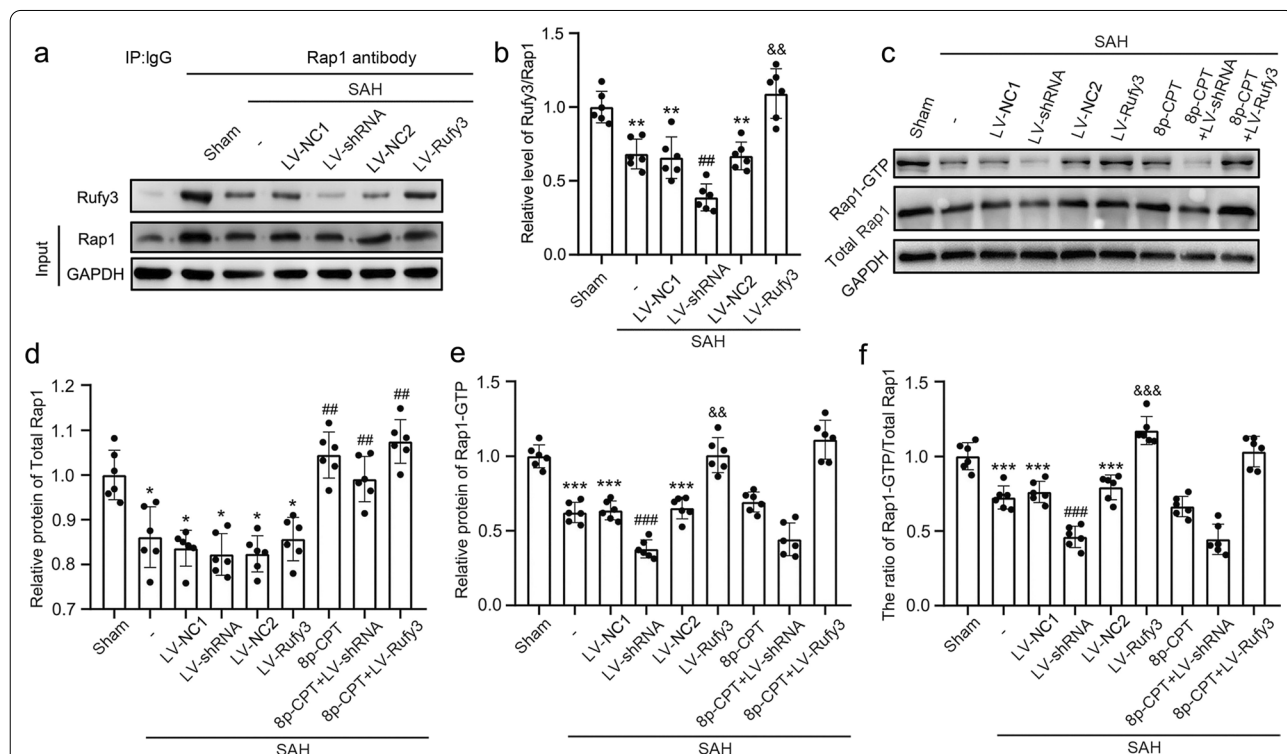 a
IP:IgG
Rap1 antibody
SAH
Sham
-
LV-NC1
LV-shRNA
LV-NC2
LV-Rufy3
Rufy3
Input
Rap1
GAPDH
b
Relative level of Rufy3/Rap1
1.5
1.0
0.5
0.0
**
**
##
**
&&
Sham
-
LV-NC1
LV-shRNA
LV-NC2
LV-Rufy3
SAH
c
SAH
Sham
-
LV-NC1
LV-shRNA
LV-NC2
LV-Rufy3
8p-CPT
8p-CPT
+LV-shRNA
8p-CPT
+LV-Rufy3
Rap1-GTP
Total Rap1
GAPDH
d
Relative protein of Total Rap1
1.2
1.1
1.0
0.9
0.8
0.7
*
*
*
*
*
##
##
##
Sham
-
LV-NC1
LV-shRNA
LV-NC2
LV-Rufy3
8p-CPT
8p-CPT+LV-shRNA
8p-CPT+LV-Rufy3
SAH
e
Relative protein of Rap1-GTP
1.5
1.0
0.5
0.0
***
***
###
***
&&
Sham
-
LV-NC1
LV-shRNA
LV-NC2
LV-Rufy3
8p-CPT
8p-CPT+LV-shRNA
8p-CPT+LV-Rufy3
SAH
f
The ratio of Rap1-GTP/Total Rap1
1.5
1.0
0.5
0.0
***
***
###
***
&&&
Sham
-
LV-NC1
LV-shRNA
LV-NC2
LV-Rufy3
8p-CPT
8p-CPT+LV-shRNA
8p-CPT+LV-Rufy3
SAH